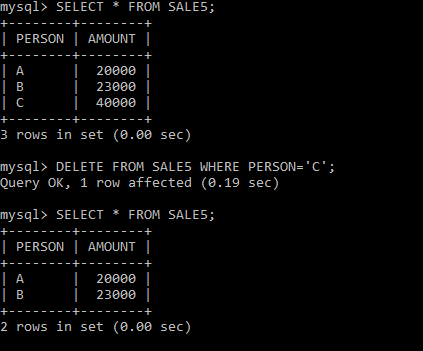 mysql> SELECT * FROM SALE5;
+--------+--------+
| PERSON | AMOUNT |
+--------+--------+
| A      |  20000 |
| B      |  23000 |
| C      |  40000 |
+--------+--------+
3 rows in set (0.00 sec)
mysql> DELETE FROM SALE5 WHERE PERSON='C';
Query OK, 1 row affected (0.19 sec)
mysql> SELECT * FROM SALE5;
+--------+--------+
| PERSON | AMOUNT |
+--------+--------+
| A      |  20000 |
| B      |  23000 |
+--------+--------+
2 rows in set (0.00 sec)